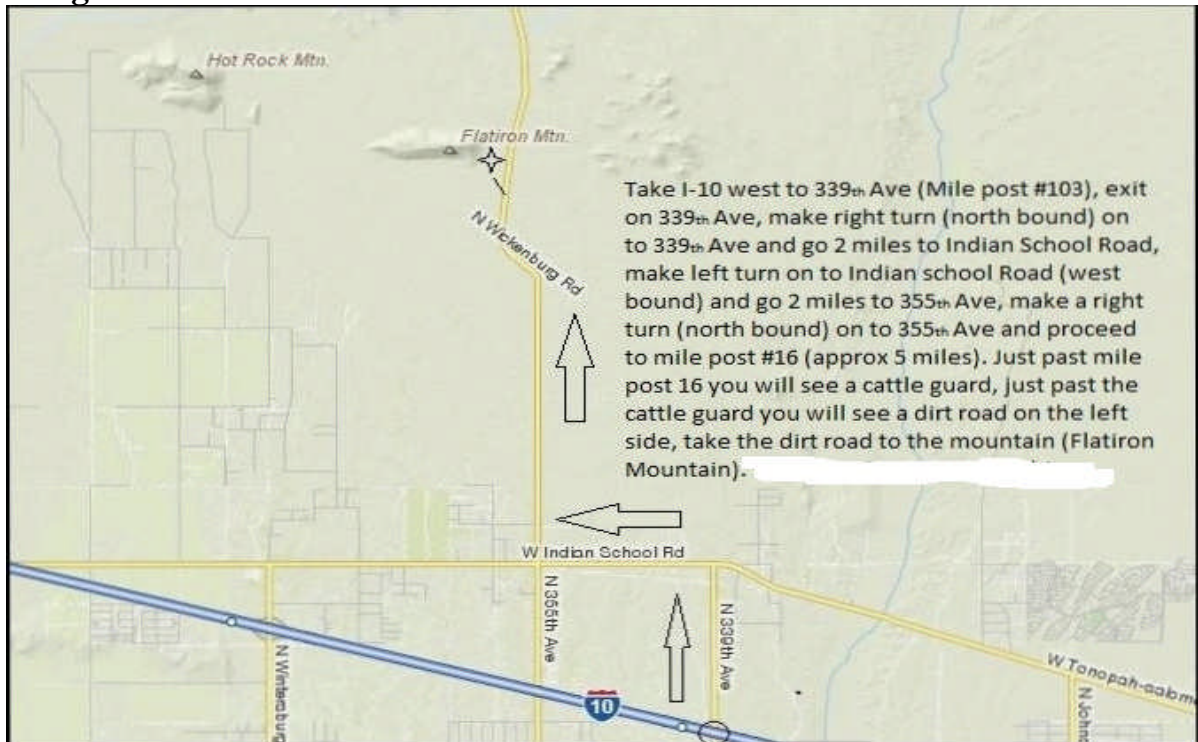 Hot Rock Mtn.
Flatiron Mtn.
N Wickenburg Rd
Take I-10 west to 339th Ave (Mile post #103), exit
on 339th Ave, make right turn (north bound) on
to 339th Ave and go 2 miles to Indian School Road,
make left turn on to Indian school Road (west
bound) and go 2 miles to 355th Ave, make a right
turn (north bound) on to 355th Ave and proceed
to mile post #16 (approx 5 miles). Just past mile
post 16 you will see a cattle guard, just past the
cattle guard you will see a dirt road on the left
side, take the dirt road to the mountain (Flatiron
Mountain).
W Indian School Rd
N 355th Ave
N 339th Ave
W Tonopah-
10